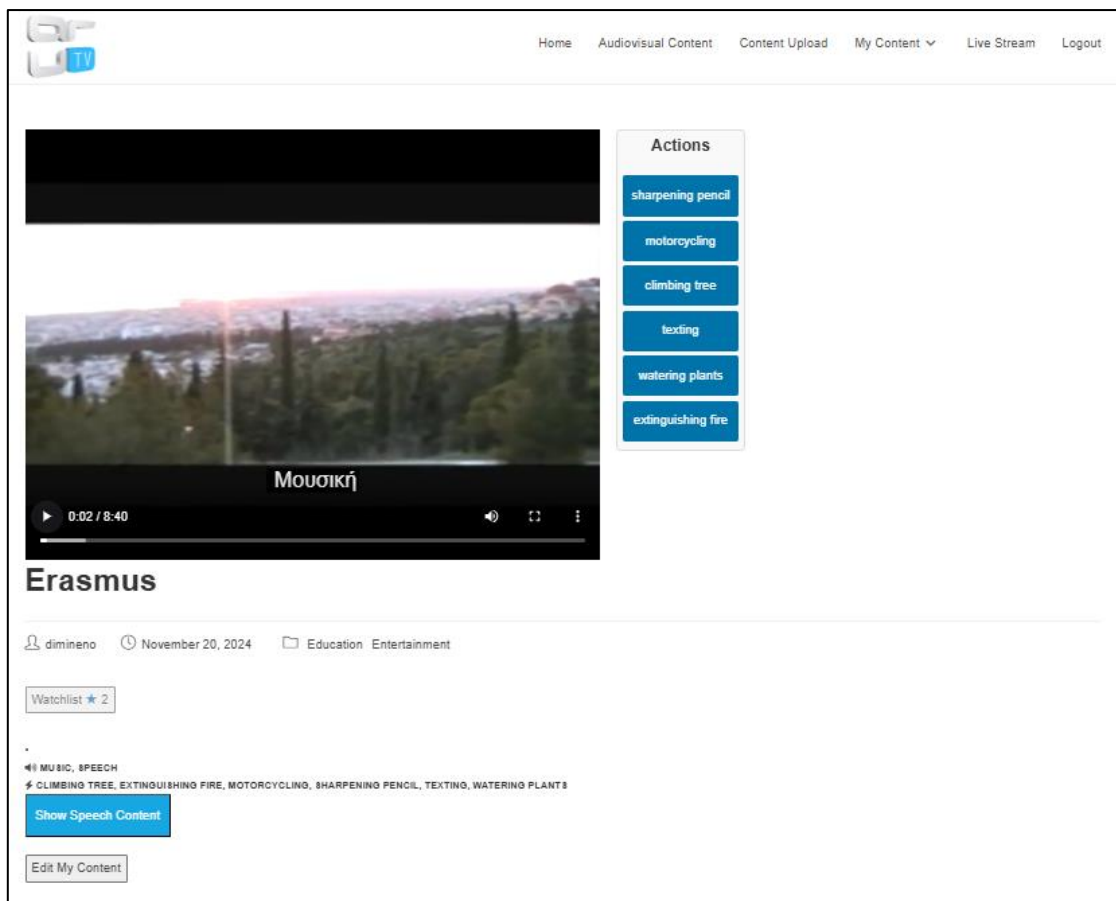 TV
Home Audiovisual Content Content Upload My Content Live Stream Logout
Actions
sharpening pencil
motorcycling
climbing tree
texting
watering plants
extinguishing fire
Μουσική
0:02 / 8:40
Erasmus
dimineno November 20, 2024 Education Entertainment
Watchlist ★ 2
.
MUSIC, SPEECH
CLIMBING TREE, EXTINGUISHING FIRE, MOTORCYCLING, SHARPENING PENCIL, TEXTING, WATERING PLANTS
Show Speech Content
Edit My Content